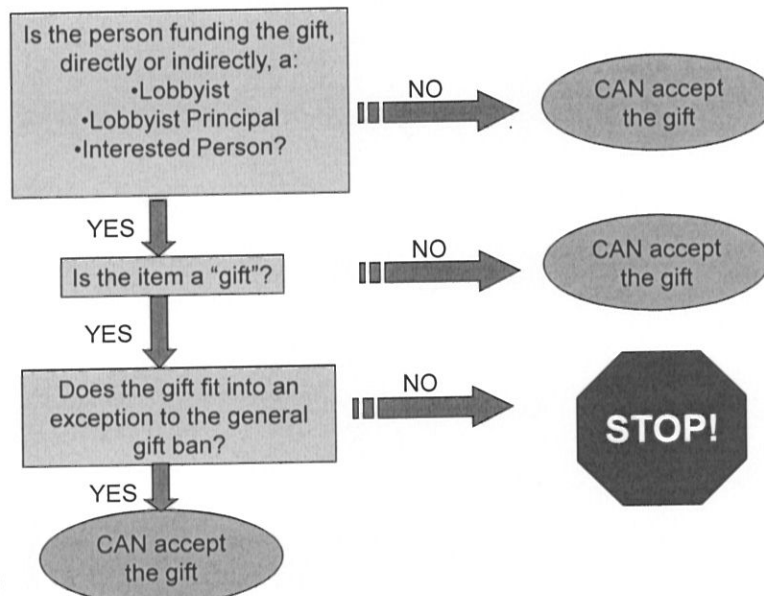 Is the person funding the gift,
directly or indirectly, a:
•Lobbyist
•Lobbyist Principal
•Interested Person?
NO
CAN accept
the gift
YES
Is the item a “gift”?
NO
CAN accept
the gift
YES
Does the gift fit into an
exception to the general
gift ban?
NO
STOP!
YES
CAN accept
the gift